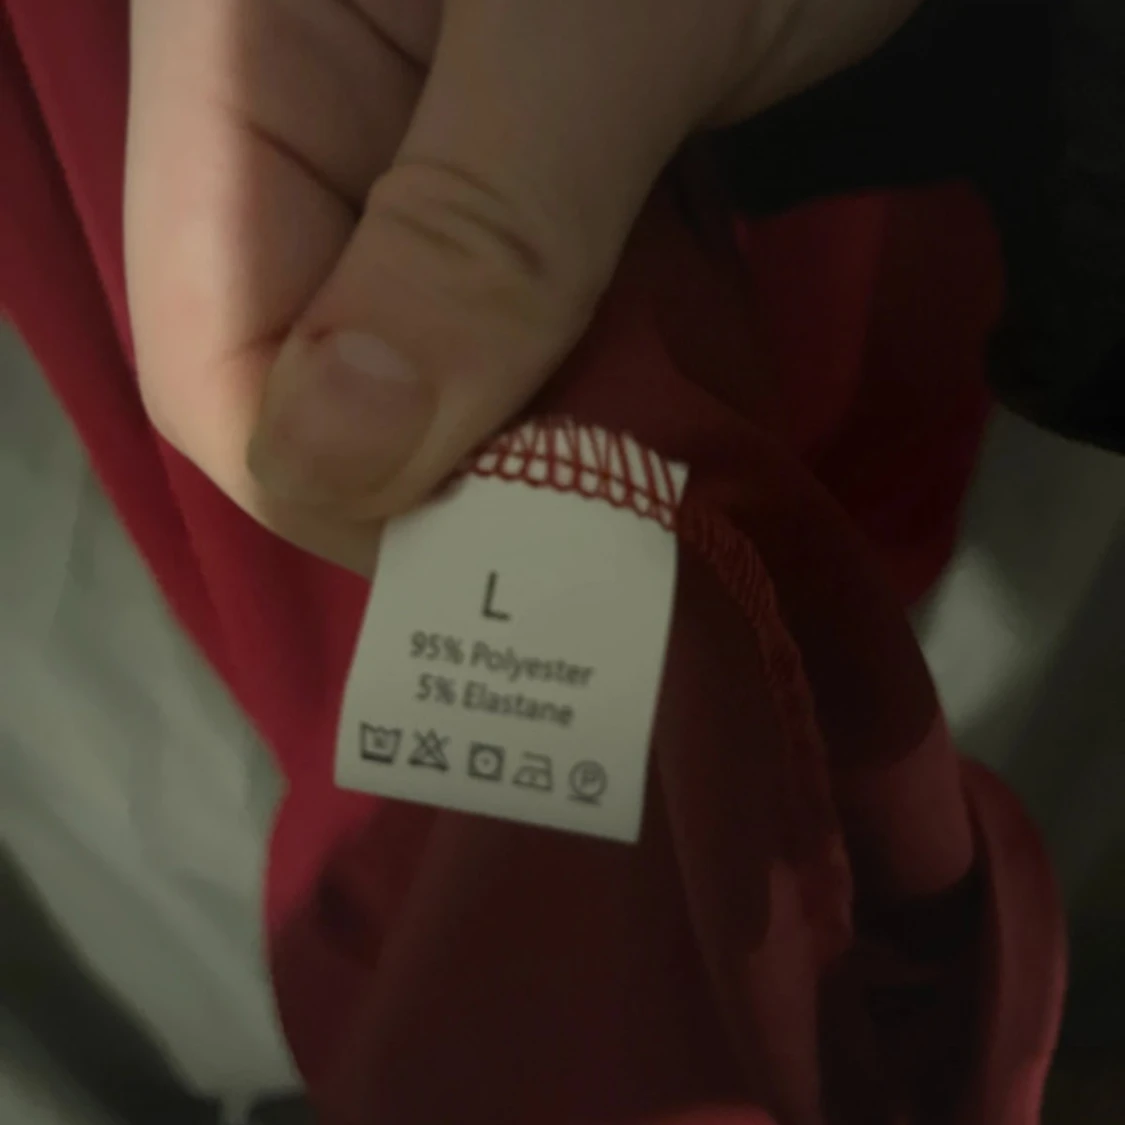 L
95% Polyester
5% Elastane
P